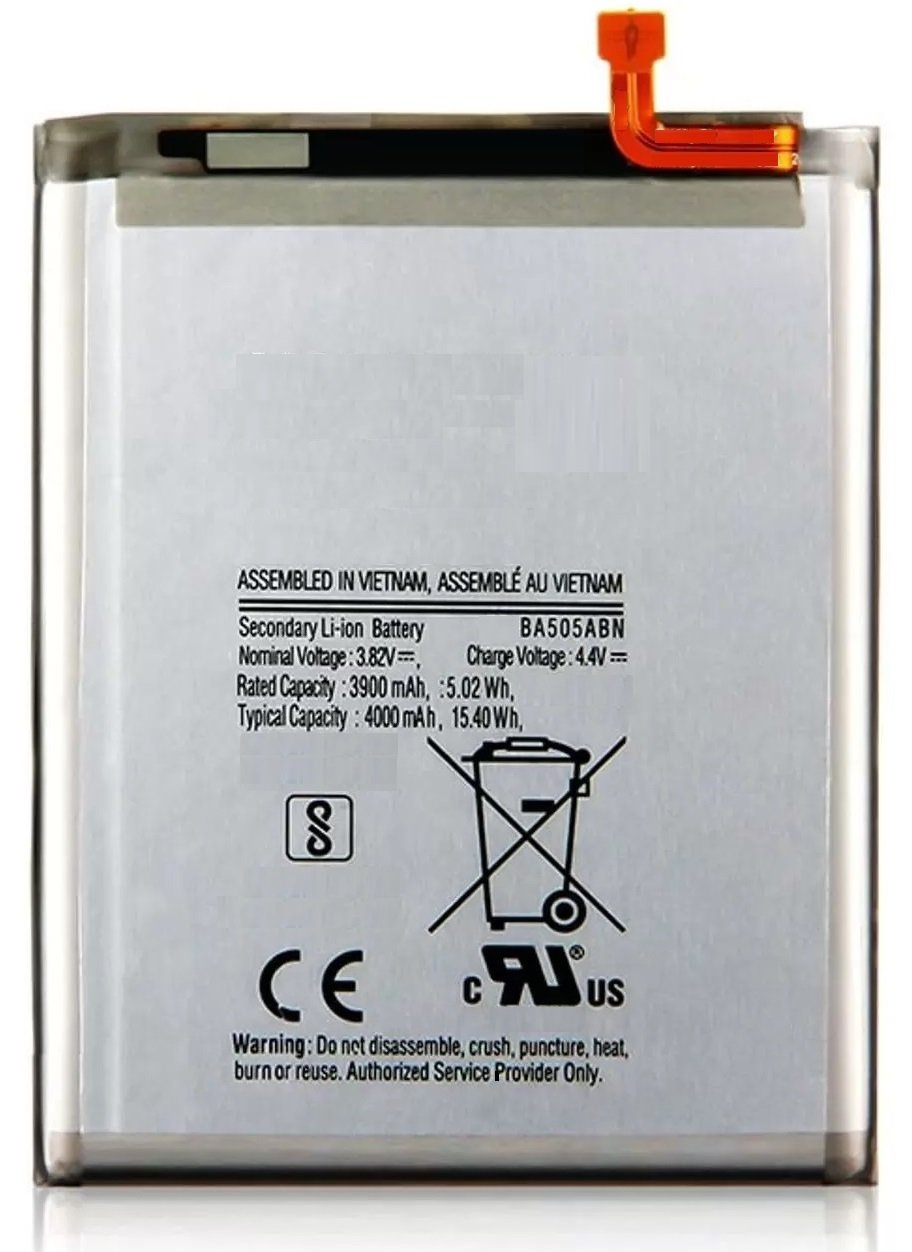 ASSEMBLED IN VIETNAM, ASSEMBLÉ AU VIETNAM
Secondary Li-ion Battery BA505ABN
Nominal Voltage : 3.82V⎓, Charge Voltage : 4.4V⎓
Rated Capacity : 3900 mAh, : 5.02 Wh,
Typical Capacity : 4000 mAh, 15.40 Wh,
CE
c RU® US
Warning: Do not disassemble, crush, puncture, heat,
burn or reuse. Authorized Service Provider Only.